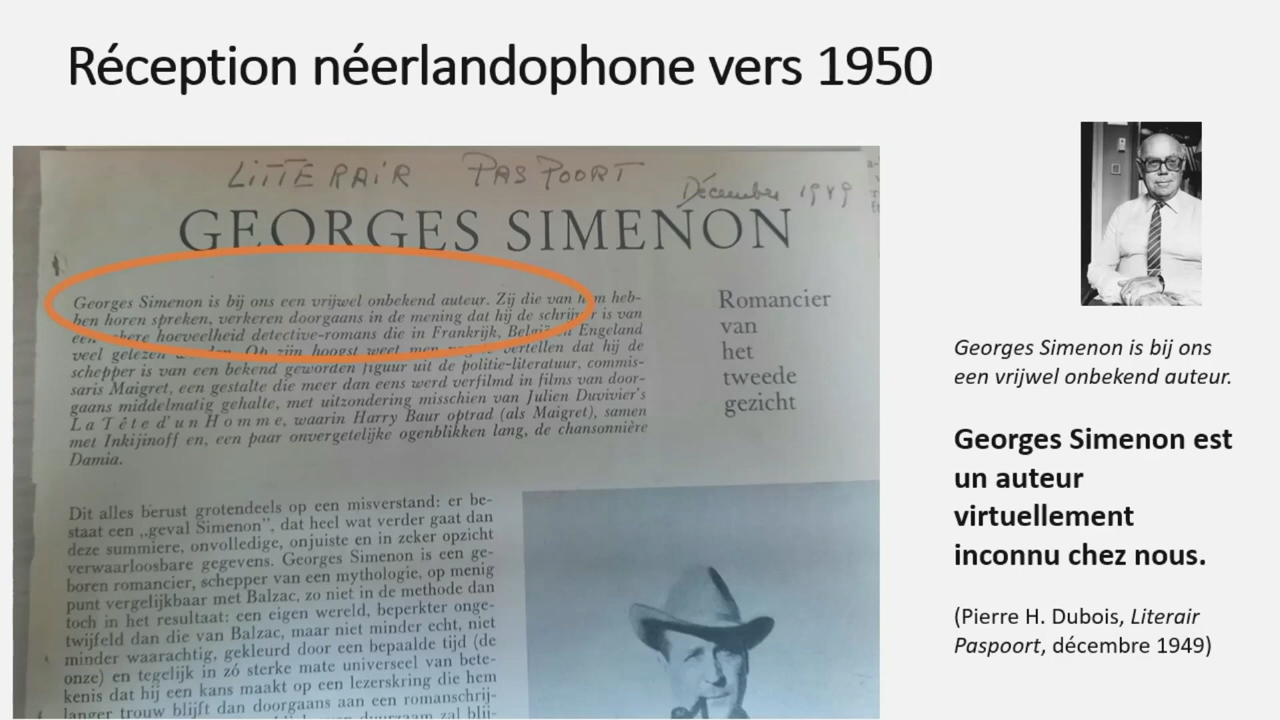 Réception néerlandophone vers 1950
LITTERAIR PASPOORT
Décember 1949
GEORGES SIMENON
Georges Simenon is bij ons een vrijwel onbekend auteur. Zij die van hem heb-
ben horen spreken, verkeren doorgaans in de mening dat hij de schrijver is van
een hoeveelheid detective-romans die in Frankrijk, België en Engeland
veel gelezen Op zijn hoogst weet men vertellen dat hij de
schepper is van een bekend geworden figuur uit de politie-literatuur, commis-
saris Maigret, een gestalte die meer dan eens werd verfilmd in films van door-
gaans middelmatig gehalte, met uitzondering misschien van Julien Duvivier's
La Tête d'un Homme, waarin Harry Baur optrad (als Maigret), samen
met Inkijinoff en, een paar onvergetelijke ogenblikken lang, de chansonnière
Damia.
Romancier
van
het
tweede
gezicht
Dit alles berust grotendeels op een misverstand: er be-
staat een „geval Simenon", dat heel wat verder gaat dan
deze summiere, onvolledige, onjuiste en in zeker opzicht
verwaarloosbare gegevens. Georges Simenon is een ge-
boren romancier, schepper van een mythologie, op menig
punt vergelijkbaar met Balzac, zo niet in de methode dan
toch in het resultaat: een eigen wereld, beperkter onge-
twijfeld dan die van Balzac, maar niet minder echt, niet
minder waarachtig, gekleurd door een bepaalde tijd (de
onze) en tegelijk in zó sterke mate universeel van bete-
kenis dat hij een kans maakt op een lezerskring die hem
langer trouw blijft dan doorgaans aan een romanschrij-
duurzaam zal blij-
Georges Simenon is bij ons
een vrijwel onbekend auteur.
Georges Simenon est
un auteur
virtuellement
inconnu chez nous.
(Pierre H. Dubois, Literair
Paspoort, décembre 1949)